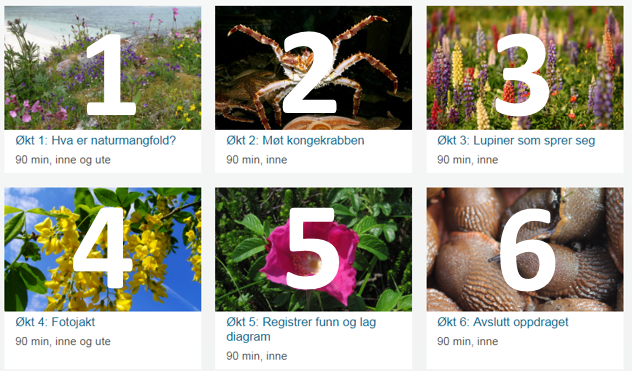 1
Økt 1: Hva er naturmangfold?
90 min, inne og ute
2
Økt 2: Møt kongekrabben
90 min, inne
3
Økt 3: Lupiner som sprer seg
90 min, inne
4
Økt 4: Fotojakt
90 min, inne og ute
5
Økt 5: Registrer funn og lag
diagram
90 min, inne
6
Økt 6: Avslutt oppdraget
90 min, inne